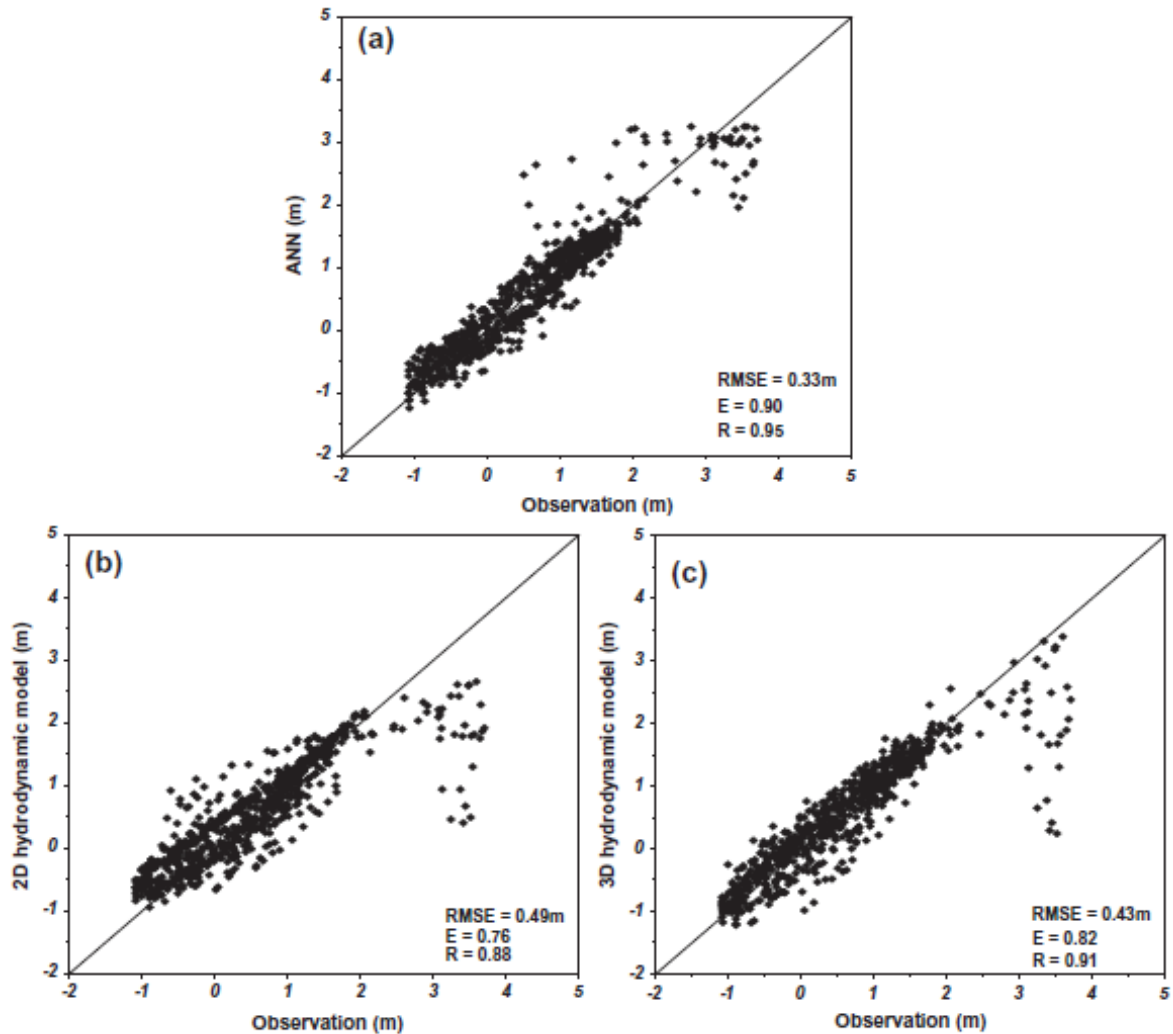 (a)
5
4
3
2
1
0
-1
-2
ANN (m)
RMSE = 0.33m
E = 0.90
R = 0.95
-2 -1 0 1 2 3 4 5
Observation (m)
(b)
5
4
3
2
1
0
-1
-2
2D hydrodynamic model (m)
RMSE = 0.49m
E = 0.76
R = 0.88
-2 -1 0 1 2 3 4 5
Observation (m)
(c)
5
4
3
2
1
0
-1
-2
3D hydrodynamic model (m)
RMSE = 0.43m
E = 0.82
R = 0.91
-2 -1 0 1 2 3 4 5
Observation (m)